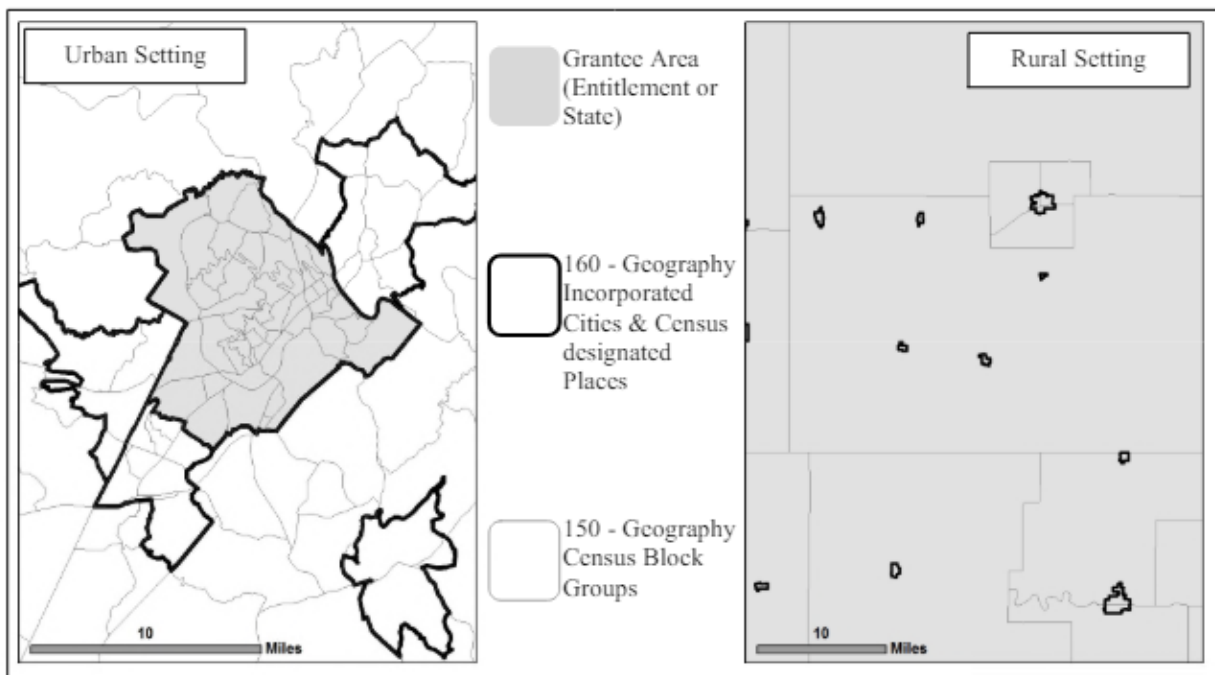 Urban Setting
Grantee Area
(Entitlement or
State)
160 - Geography
Incorporated
Cities & Census
designated
Places
150 - Geography
Census Block
Groups
Rural Setting
10
Miles
10
Miles